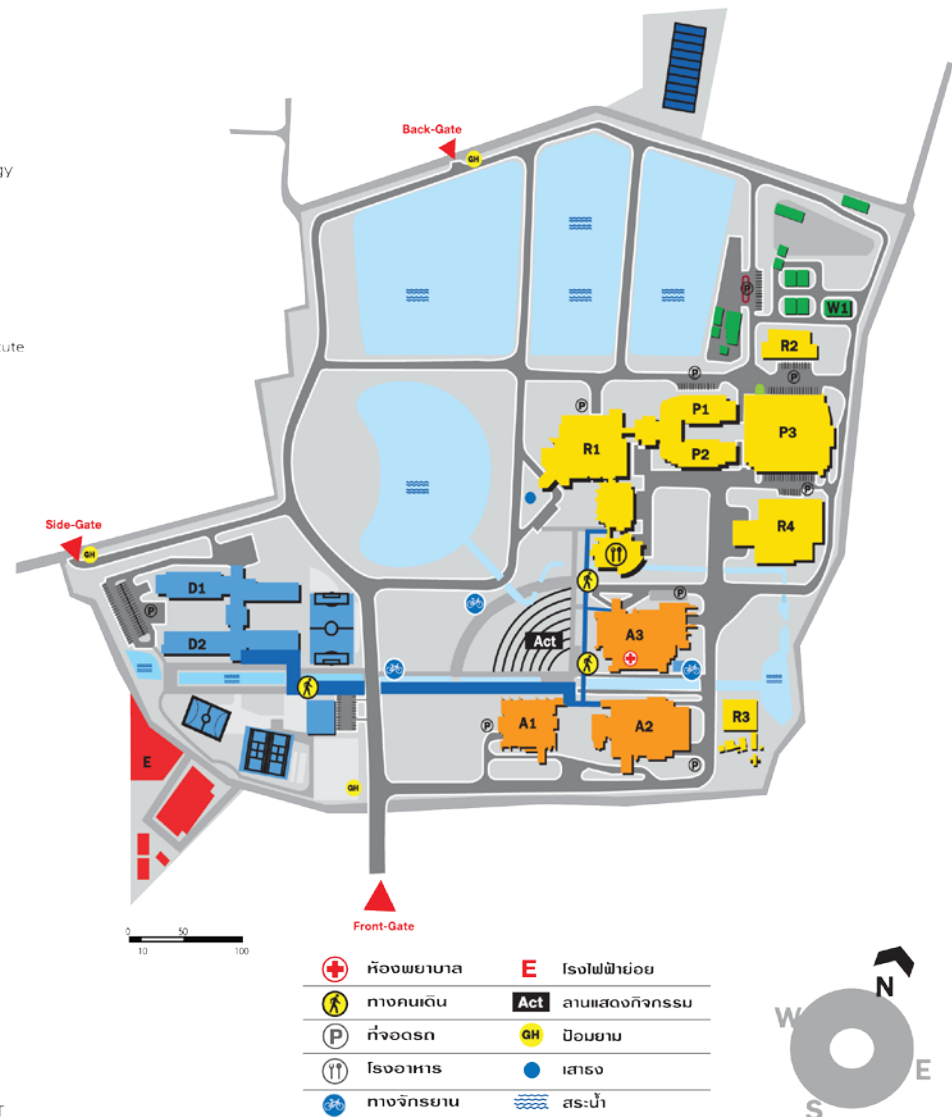 Back-Gate
GH
gy
W1
P
R2
ute
P
P
P
P1
P3
R1
P2
P
R4
Side-Gate
GH
D1
P
P
Act
A3
D2
R3
A1
A2
P
P
E
GH
Front-Gate
0 50
10 100
ห้องพยาบาล E โรงไฟฟ้าย่อย
ทางคนเดิน Act ลานแสดงกิจกรรม
P ที่จอดรถ GH ป้อมยาม
โรงอาหาร เสาธง
ทางจักรยาน สระน้ำ
N
W
E
S